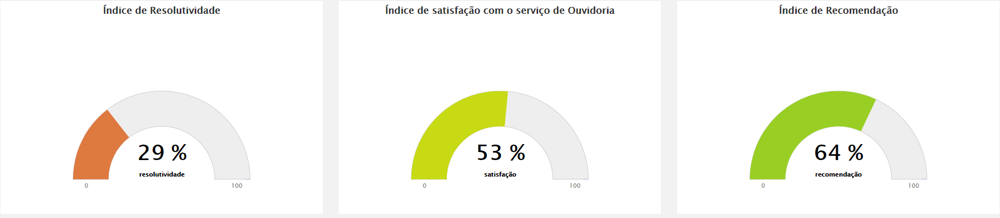 Índice de Resolutividade
29 %
resolutividade
0
100
Índice de satisfação com o serviço de Ouvidoria
53 %
satisfação
0
100
Índice de Recomendação
64 %
recomendação
0
100